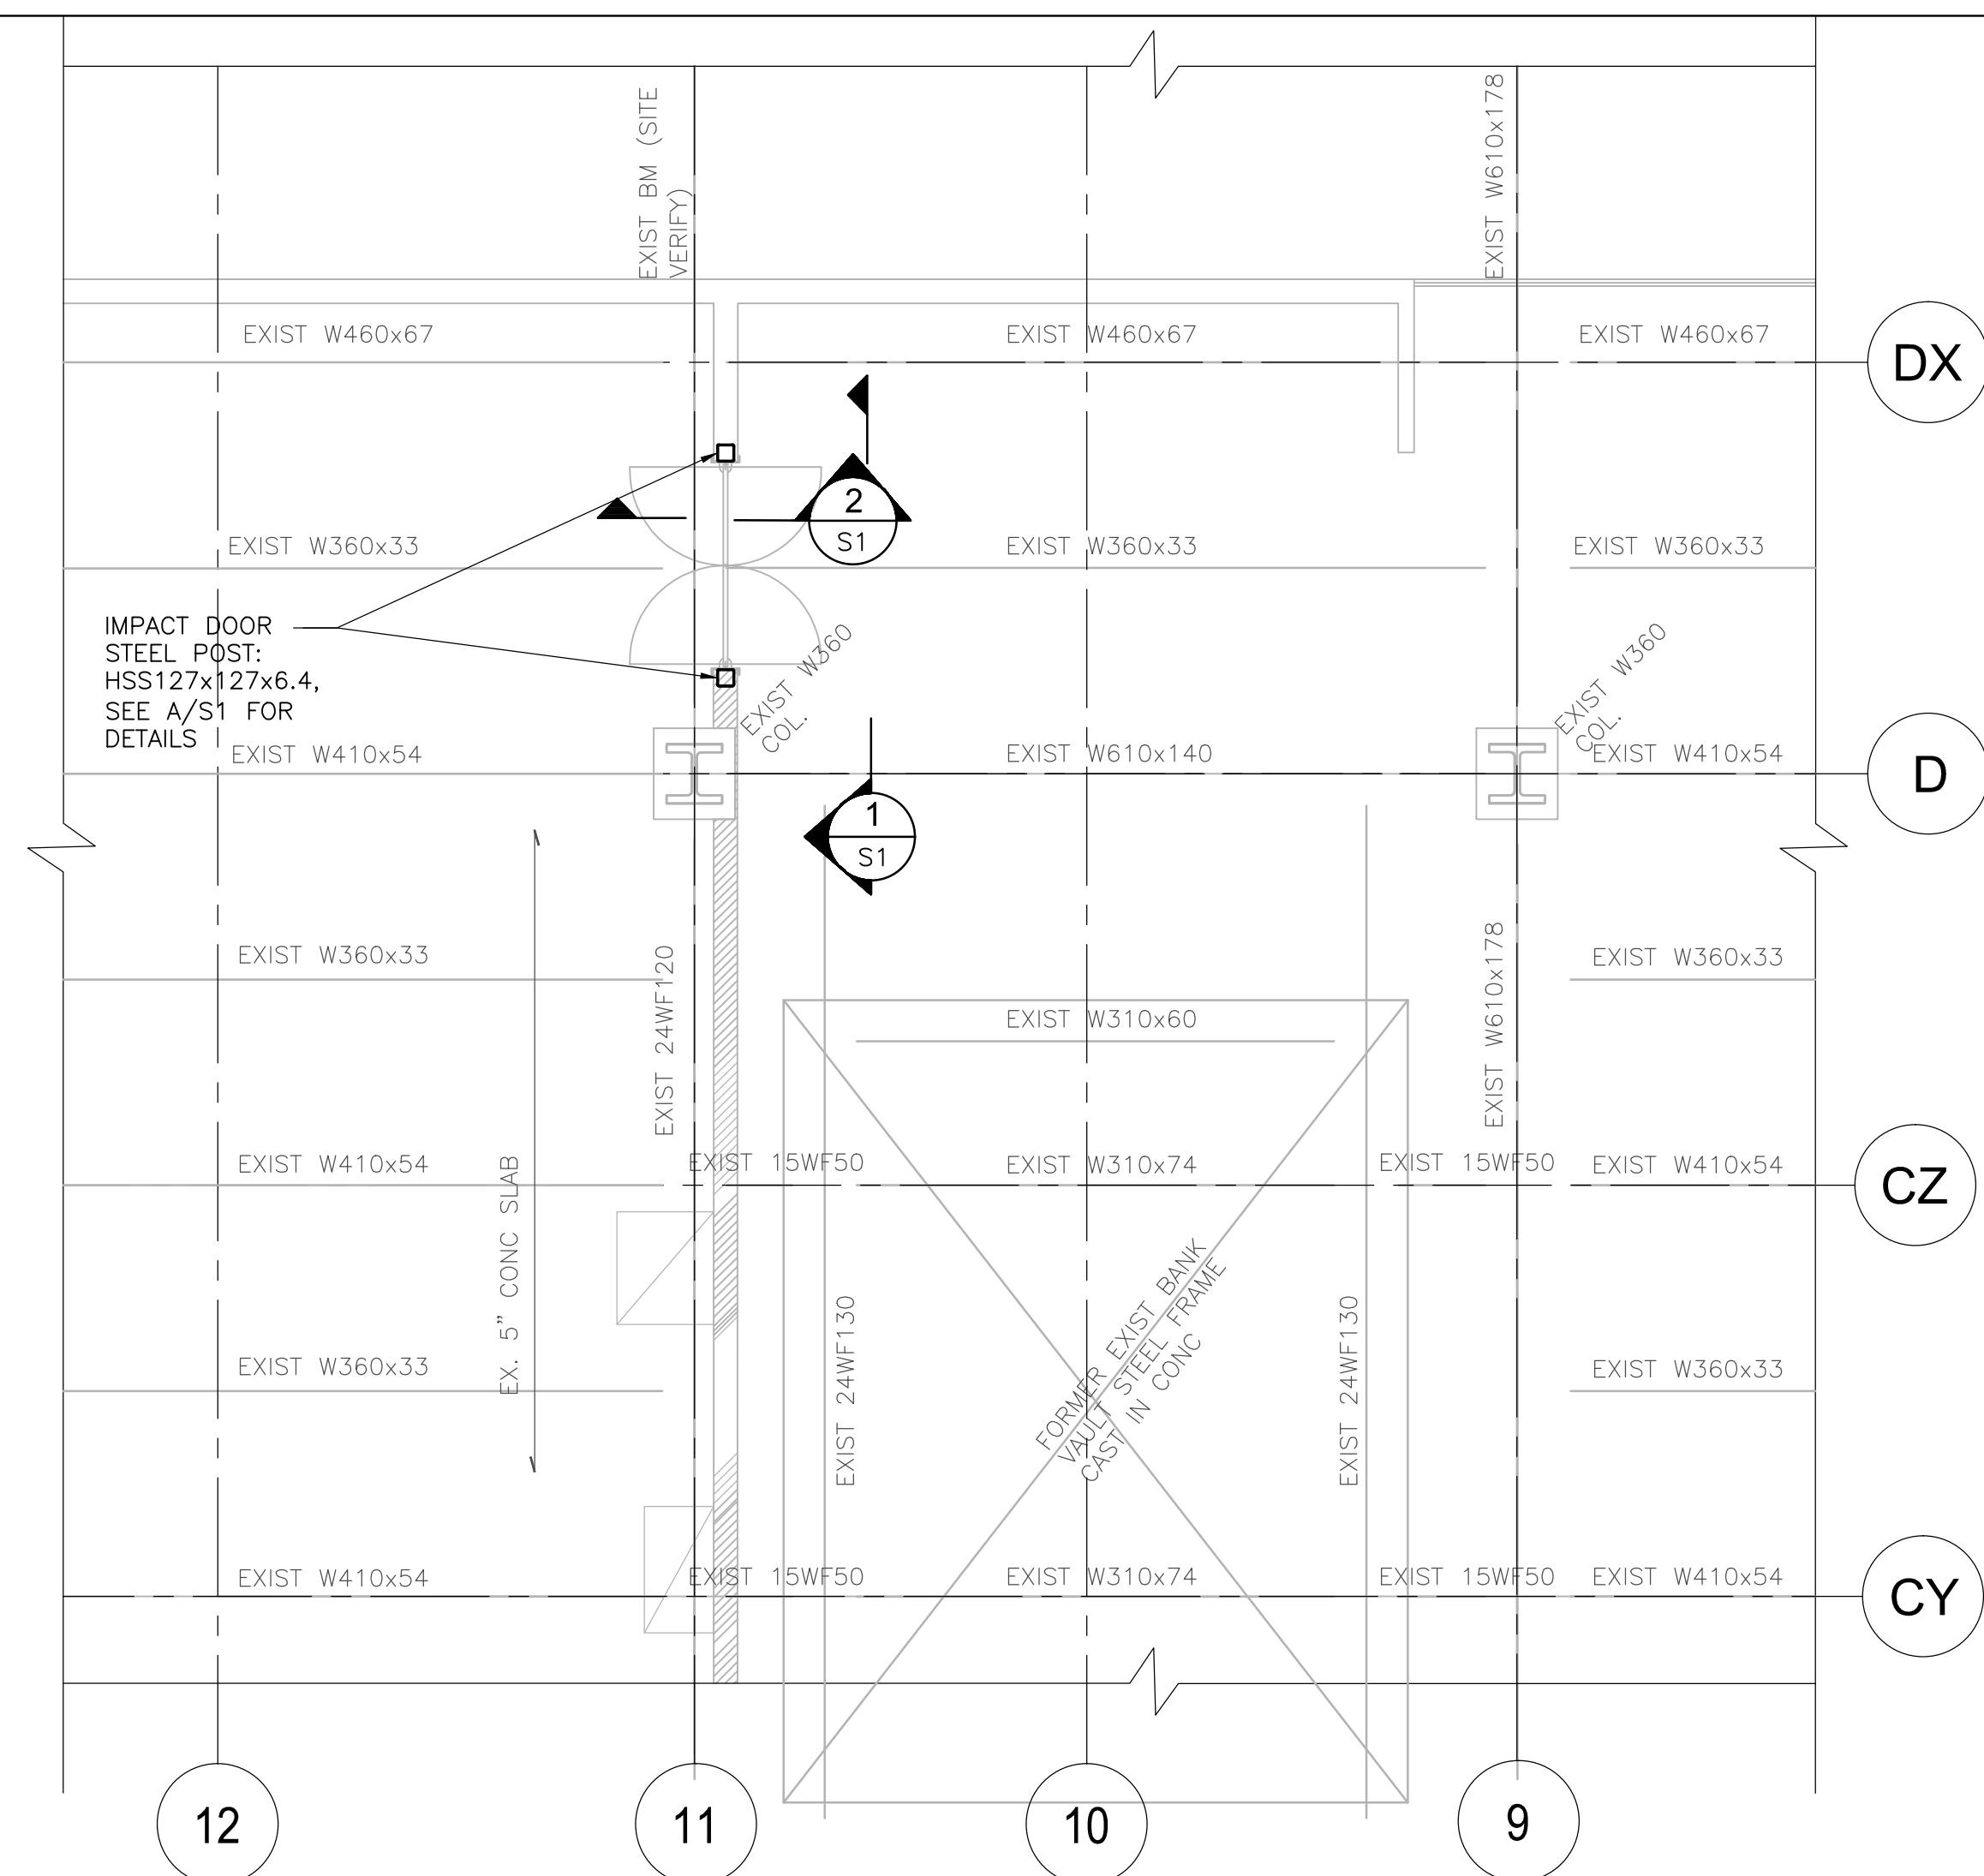 EXIST BM (SITE
VERIFY)
EXIST W610x178
EXIST W460x67
EXIST W460x67
EXIST W460x67
DX
2
S1
EXIST W360x33
EXIST W360x33
EXIST W360x33
IMPACT DOOR
STEEL POST:
HSS127x127x6.4,
SEE A/S1 FOR
DETAILS
EXIST W360
COL.
EXIST W360
COL.
EXIST W410x54
EXIST W610x140
EXIST W410x54
D
1
S1
EXIST W360x33
EXIST 24WF120
EXIST W610x178
EXIST W360x33
EXIST W310x60
EX. 5" CONC SLAB
EXIST W410x54
EXIST 15WF50
EXIST W310x74
EXIST 15WF50
EXIST W410x54
CZ
FORMER EXIST BANK
VAULT STEEL FRAME
CAST IN CONC
EXIST 24WF130
EXIST 24WF130
EXIST W360x33
EXIST W360x33
EXIST W410x54
EXIST 15WF50
EXIST W310x74
EXIST 15WF50
EXIST W410x54
CY
12
11
10
9